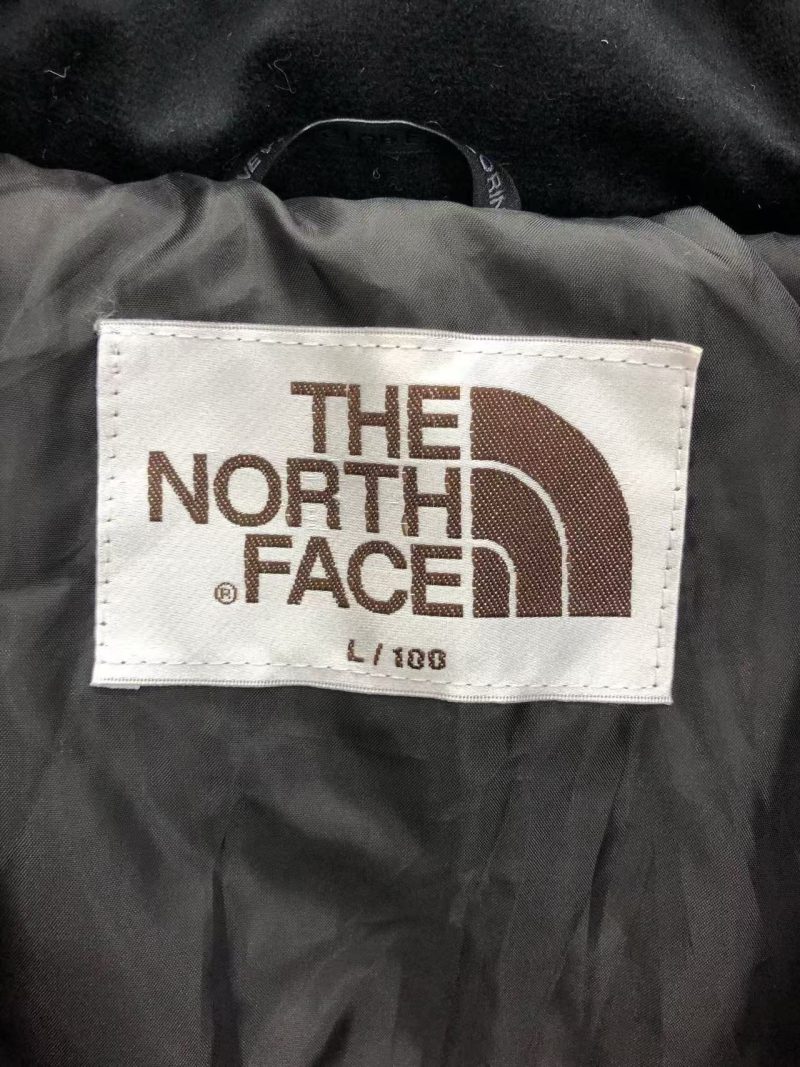 THE
NORTH
® FACE
L / 100